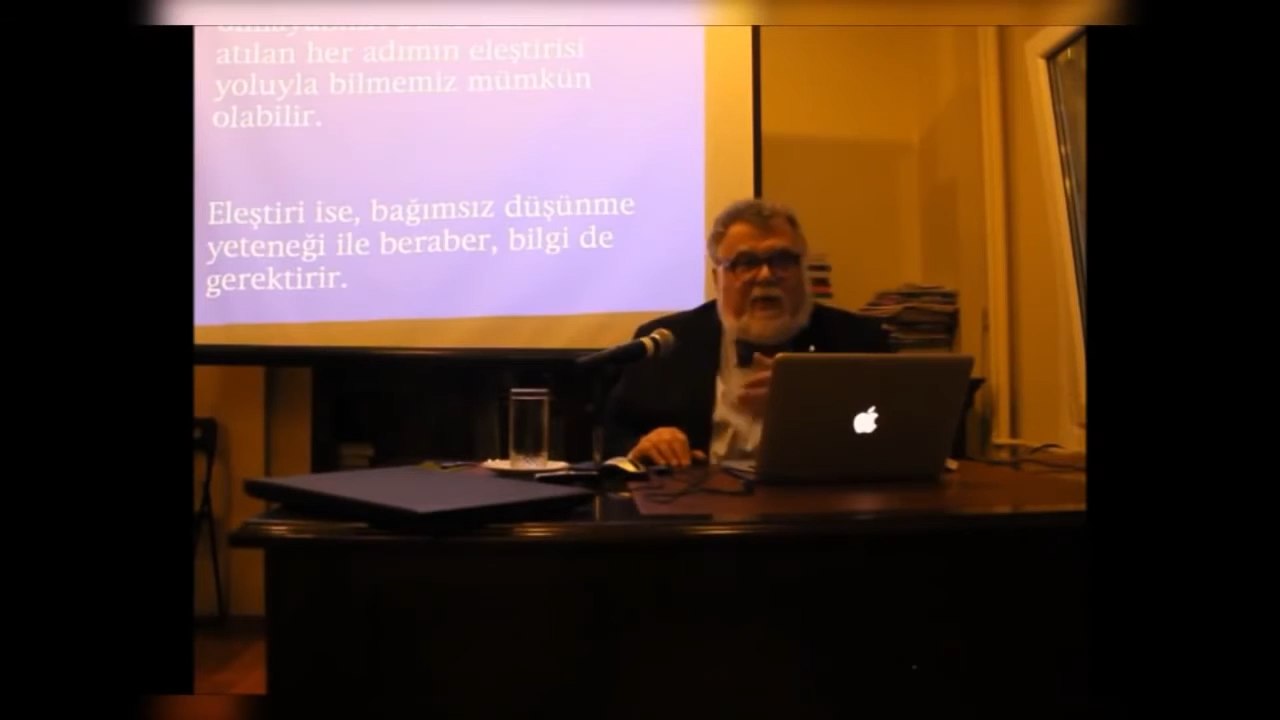 atılan her adımın eleştirisi
yoluyla bilmemiz mümkün
olabilir.
Eleştiri ise, bağımsız düşünme
yeteneği ile beraber, bilgi de
gerektirir.